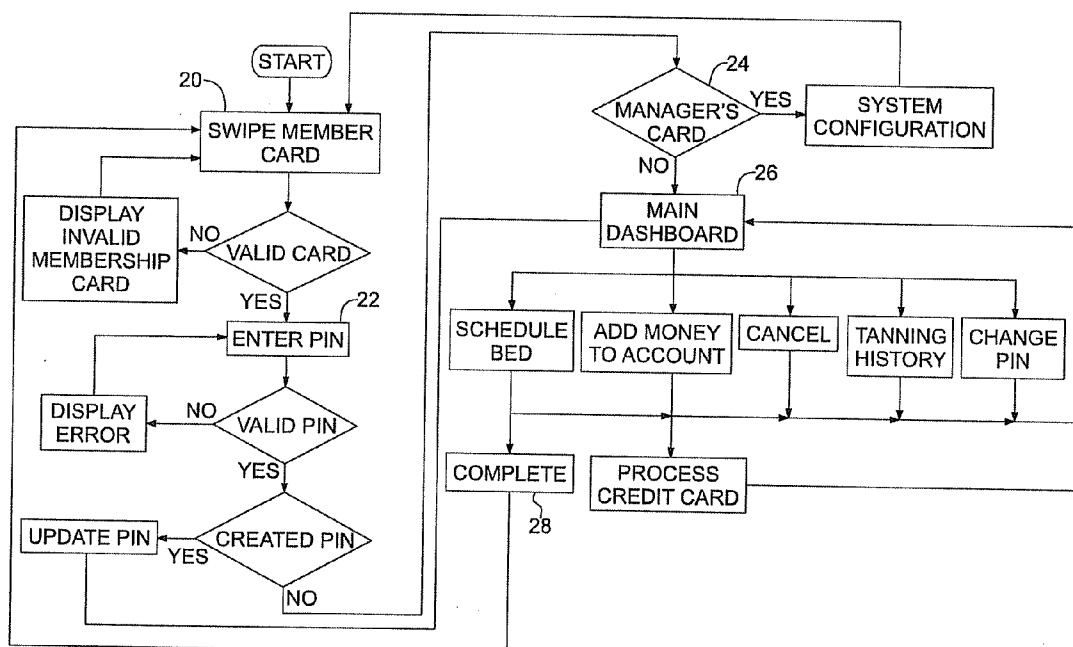 START
20
SWIPE MEMBER
CARD
DISPLAY
INVALID
MEMBERSHIP
CARD
NO
VALID CARD
YES
22
ENTER PIN
DISPLAY
ERROR
NO
VALID PIN
YES
UPDATE PIN
YES
CREATED PIN
NO
24
MANAGER'S
CARD
YES
SYSTEM
CONFIGURATION
NO
26
MAIN
DASHBOARD
SCHEDULE
BED
ADD MONEY
TO ACCOUNT
CANCEL
TANNING
HISTORY
CHANGE
PIN
COMPLETE
28
PROCESS
CREDIT CARD